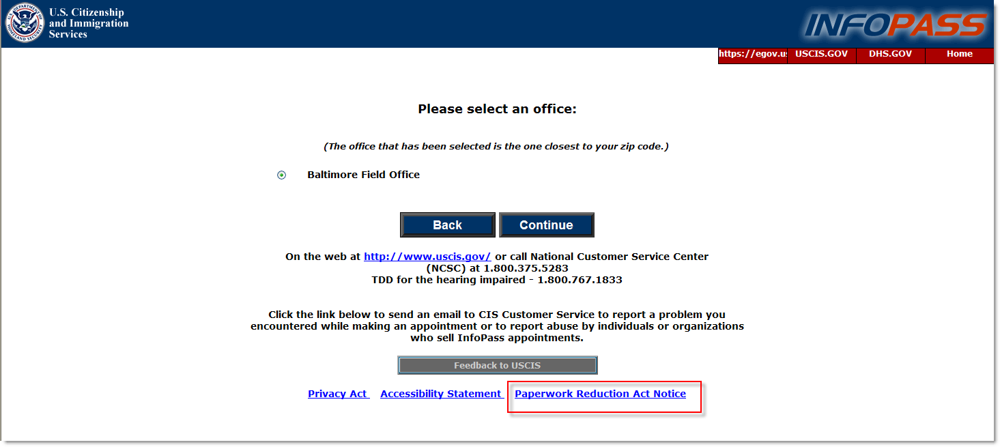 U.S. Citizenship
and Immigration
Services
INFOPASS
https://egov.us USCIS.GOV DHS.GOV Home
Please select an office:
(The office that has been selected is the one closest to your zip code.)
Baltimore Field Office
Back Continue
On the web at http://www.uscis.gov/ or call National Customer Service Center
(NCSC) at 1.800.375.5283
TDD for the hearing impaired - 1.800.767.1833
Click the link below to send an email to CIS Customer Service to report a problem you
encountered while making an appointment or to report abuse by individuals or organizations
who sell InfoPass appointments.
Feedback to USCIS
Privacy Act Accessibility Statement Paperwork Reduction Act Notice